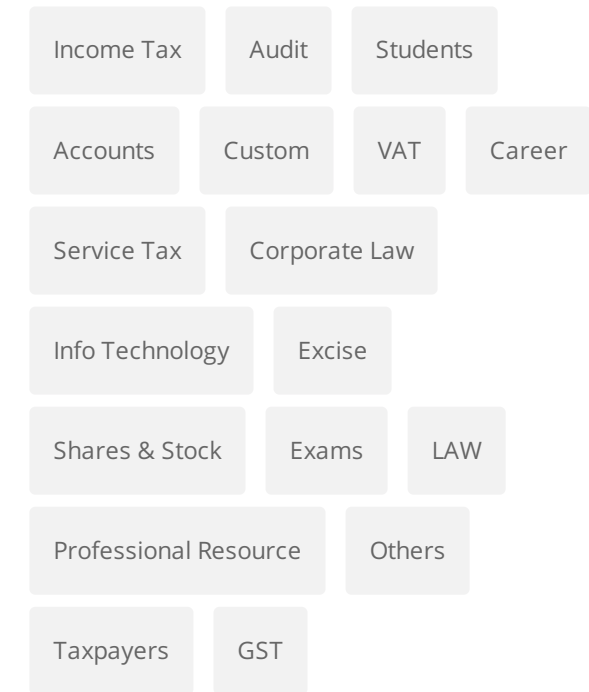 Income Tax Audit Students
Accounts Custom VAT Career
Service Tax Corporate Law
Info Technology Excise
Shares & Stock Exams LAW
Professional Resource Others
Taxpayers GST